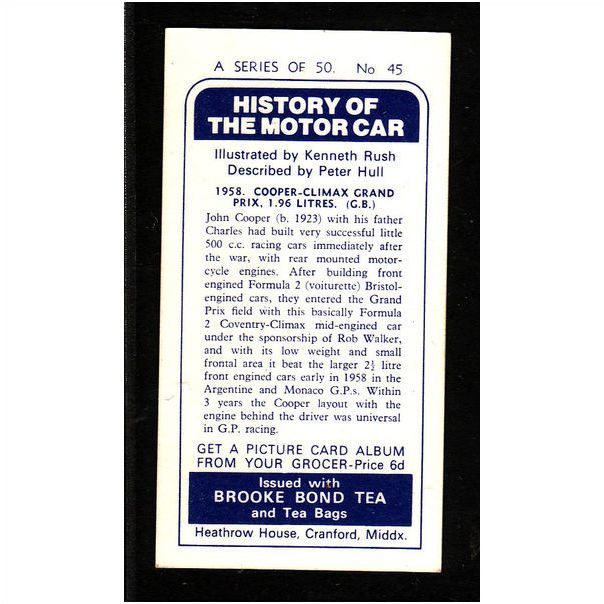 A SERIES OF 50. No 45
HISTORY OF
THE MOTOR CAR
Illustrated by Kenneth Rush
Described by Peter Hull
1958. COOPER-CLIMAX GRAND
PRIX, 1.96 LITRES. (G.B.)
John Cooper (b. 1923) with his father
Charles had built very successful little
500 c.c. racing cars immediately after
the war, with rear mounted motor-
cycle engines. After building front
engined Formula 2 (voiturette) Bristol-
engined cars, they entered the Grand
Prix field with this basically Formula
2 Coventry-Climax mid-engined car
under the sponsorship of Rob Walker,
and with its low weight and small
frontal area it beat the larger 2½ litre
front engined cars early in 1958 in the
Argentine and Monaco G.P.s. Within
3 years the Cooper layout with the
engine behind the driver was universal
in G.P. racing.
GET A PICTURE CARD ALBUM
FROM YOUR GROCER-Price 6d
Issued with
BROOKE BOND TEA
and Tea Bags
Heathrow House, Cranford, Middx.